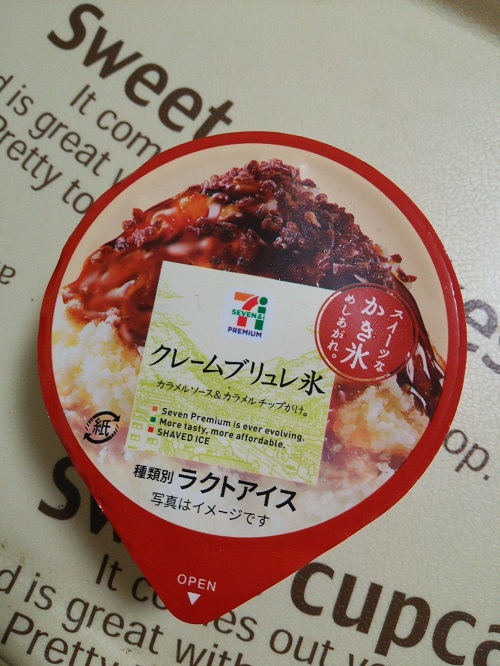 Sweet
It com
d is great w
Pretty to
SEVEN&i
PREMIUM
クレームブリュレ氷
カラメルソース&カラメルチップがけ。
Seven Premium is ever evolving.
More tasty, more affordable.
SHAVED ICE
スイーツな
かき氷
めしあがれ。
紙
種類別 ラクトアイス
写真はイメージです
OPEN
op.
cupca
It comes out y
d is great with
Pretty